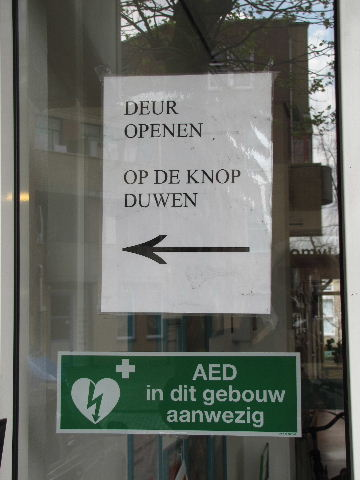 DEUR
OPENEN
OP DE KNOP
DUWEN
AED
in dit gebouw
aanwezig